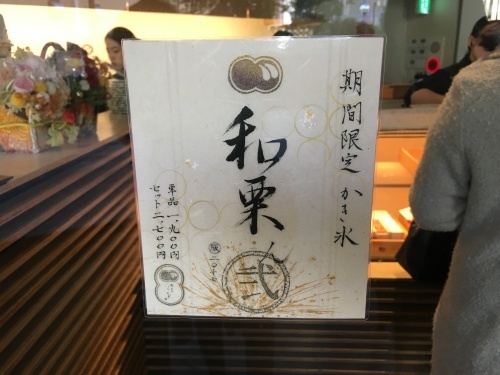 期間限定 かき氷
和栗
弐
単品 一、九〇〇円
セット 二、七〇〇円